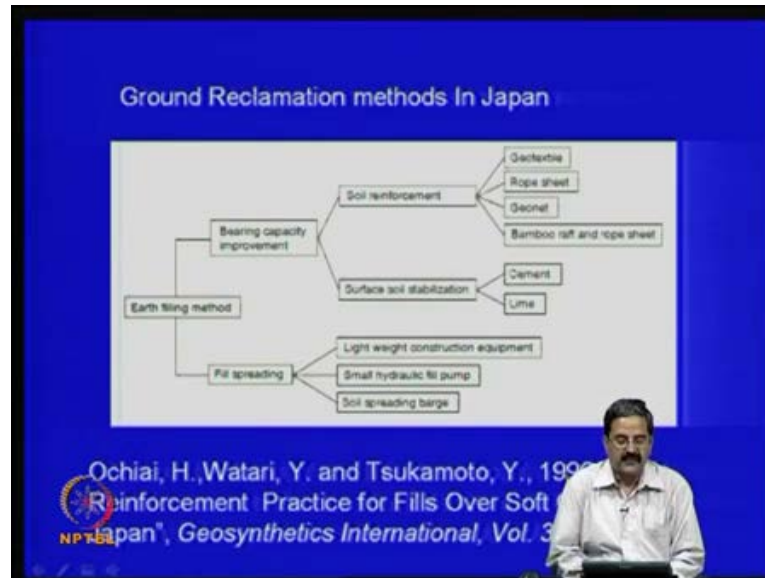 Ground Reclamation methods In Japan
Geotextile
Rope sheet
Geonet
Bamboo raft and rope sheet
Soil reinforcement
Bearing capacity
improvement
Surface soil stabilization
Cement
Lime
Earth filling method
Fill spreading
Light weight construction equipment
Small hydraulic fill pump
Soil spreading barge
Ochiai, H.,Watari, Y. and Tsukamoto, Y., 1996
Reinforcement Practice for Fills Over Soft
Japan", Geosynthetics International, Vol. 3
NPTEL